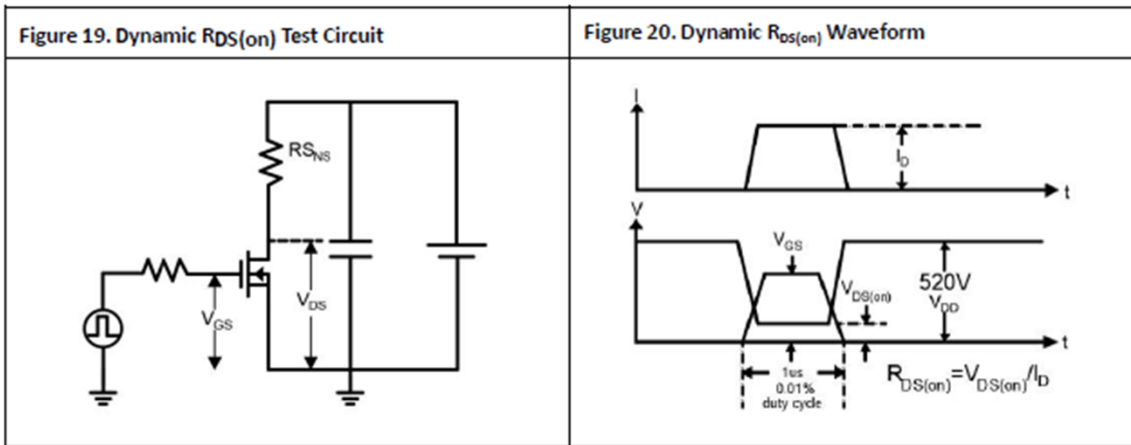 Figure 19. Dynamic RDS(on) Test Circuit
RSNS
VGS
VDS
Figure 20. Dynamic RDS(on) Waveform
I
ID
t
V
VGS
VDS(on)
520V
VDD
t
1us
0.01%
duty cycle
RDS(on)=VDS(on)/ID